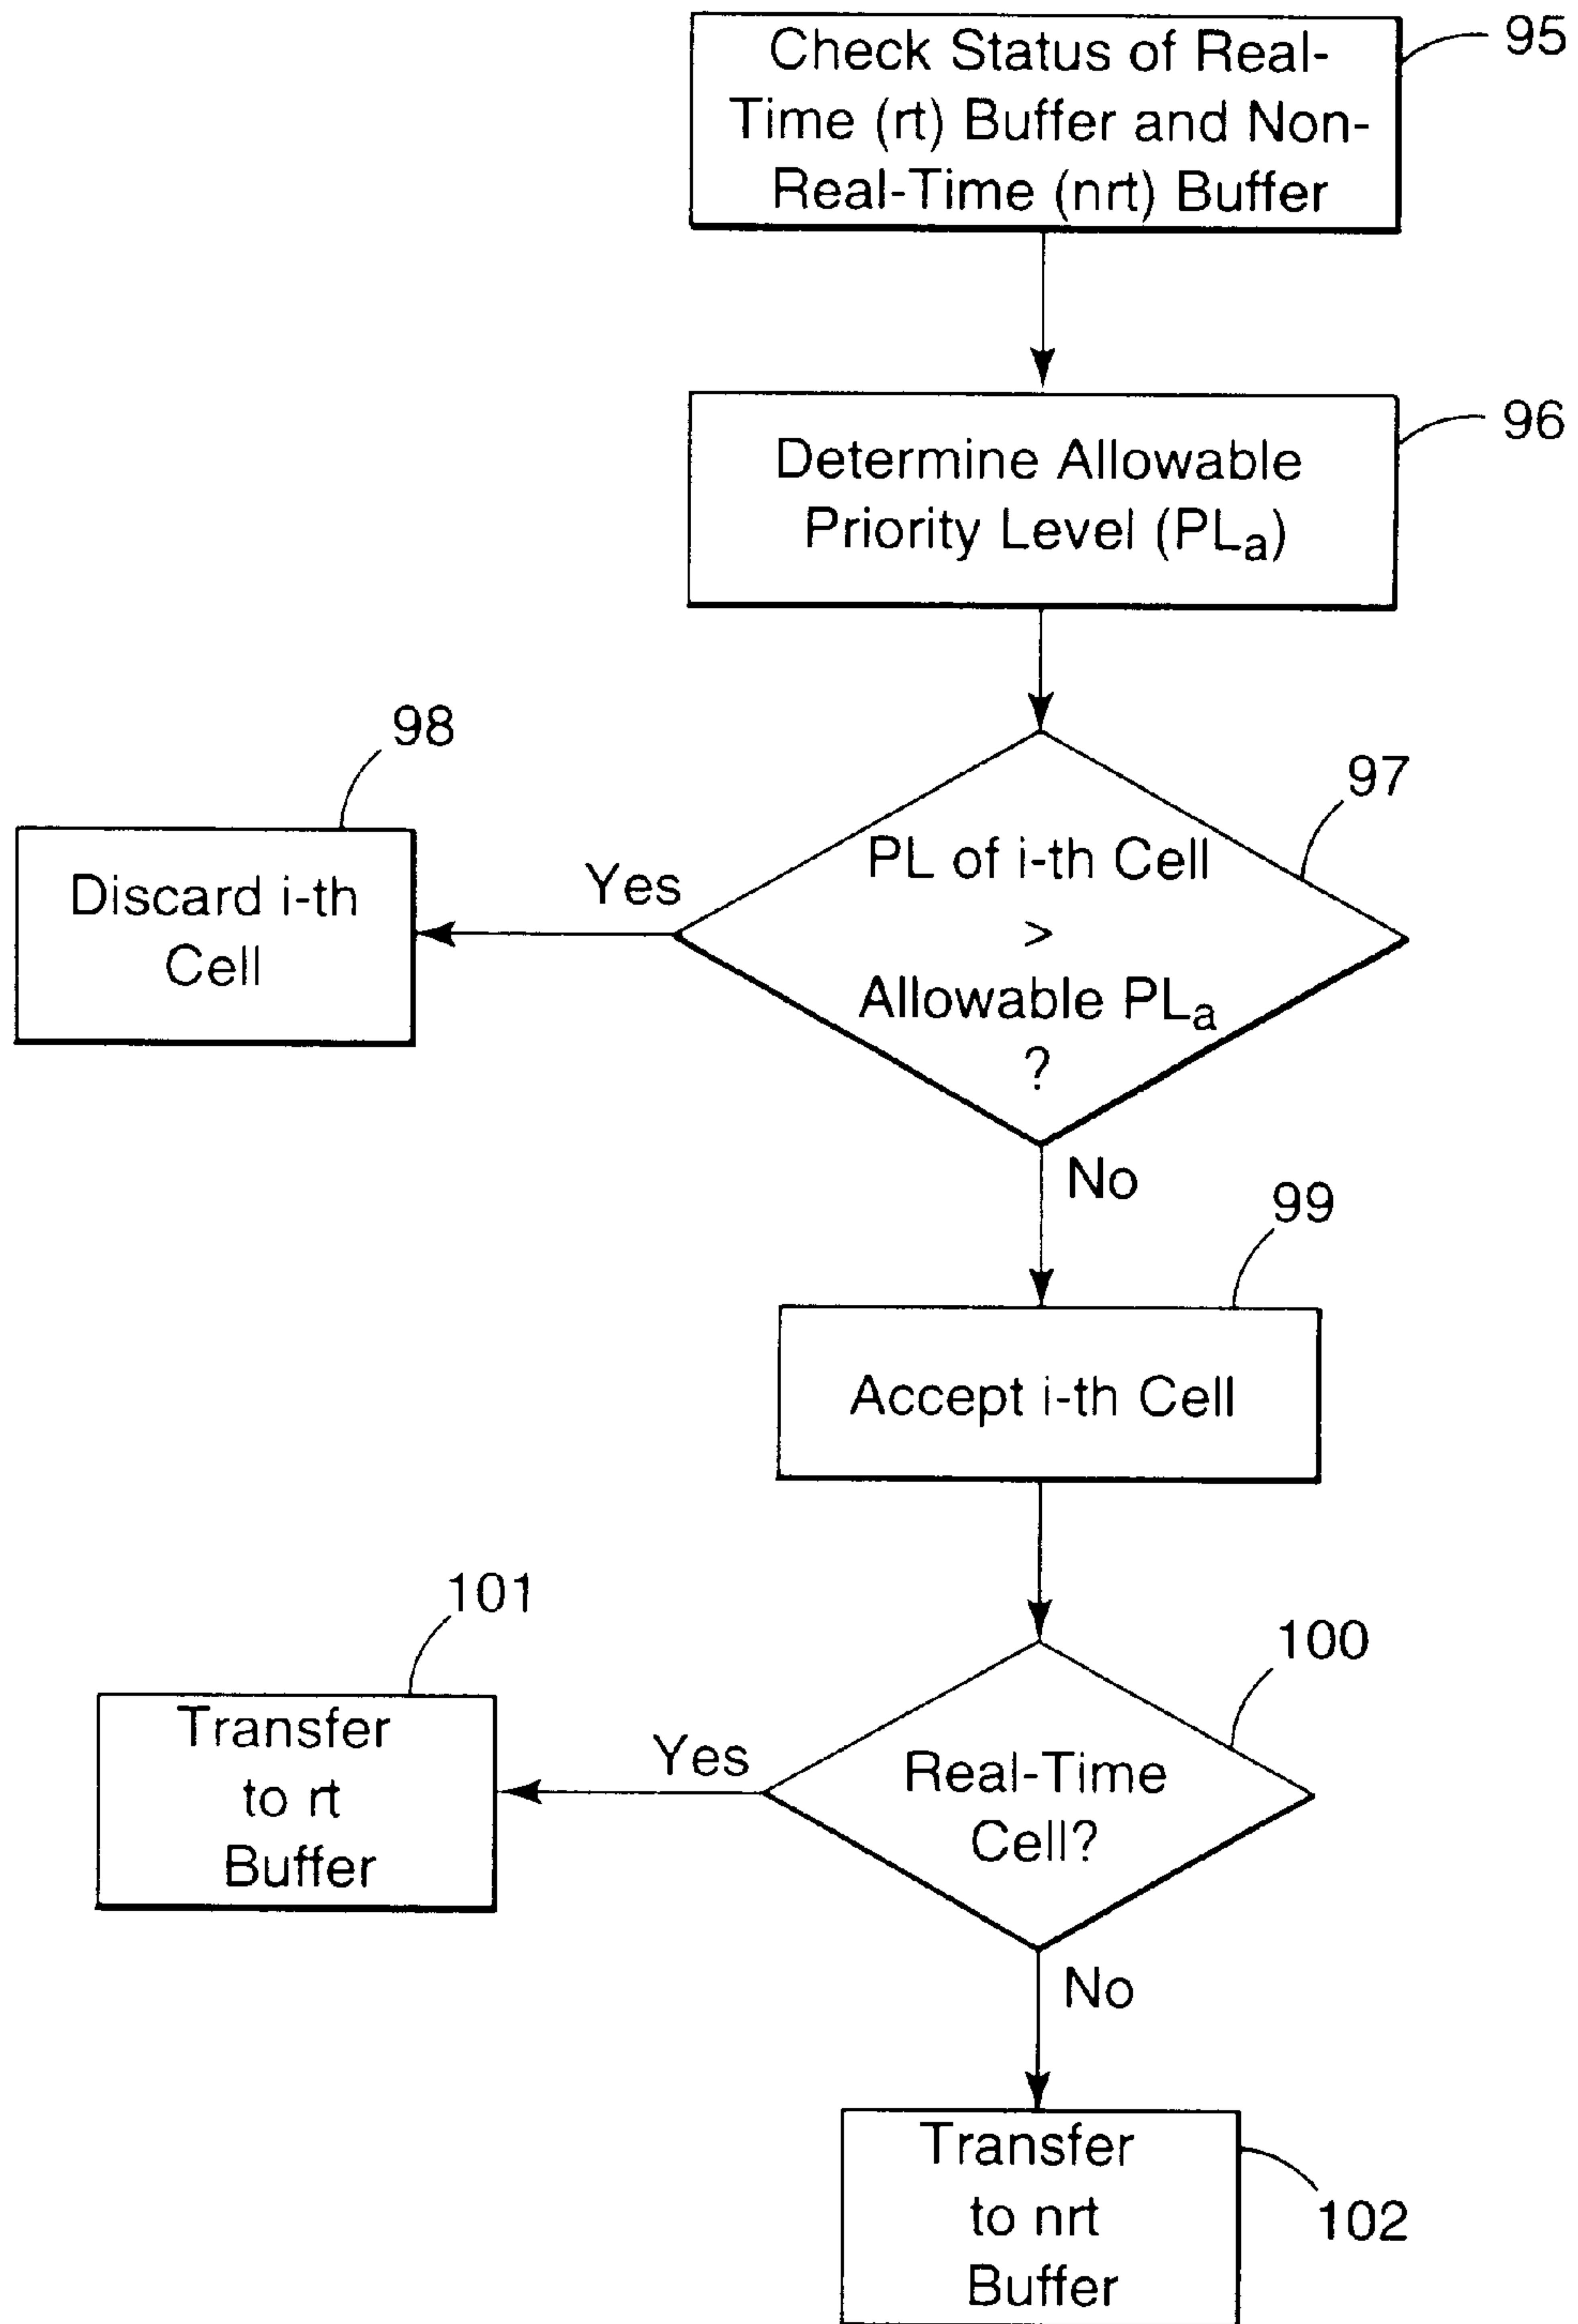 Check Status of Real-
Time (rt) Buffer and Non-
Real-Time (nrt) Buffer
95
Determine Allowable
Priority Level (PLa)
96
98
Discard i-th
Cell
Yes
97
PL of i-th Cell
>
Allowable PLa
?
No
99
Accept i-th Cell
101
Transfer
to rt
Buffer
Yes
100
Real-Time
Cell?
No
Transfer
to nrt
Buffer
102